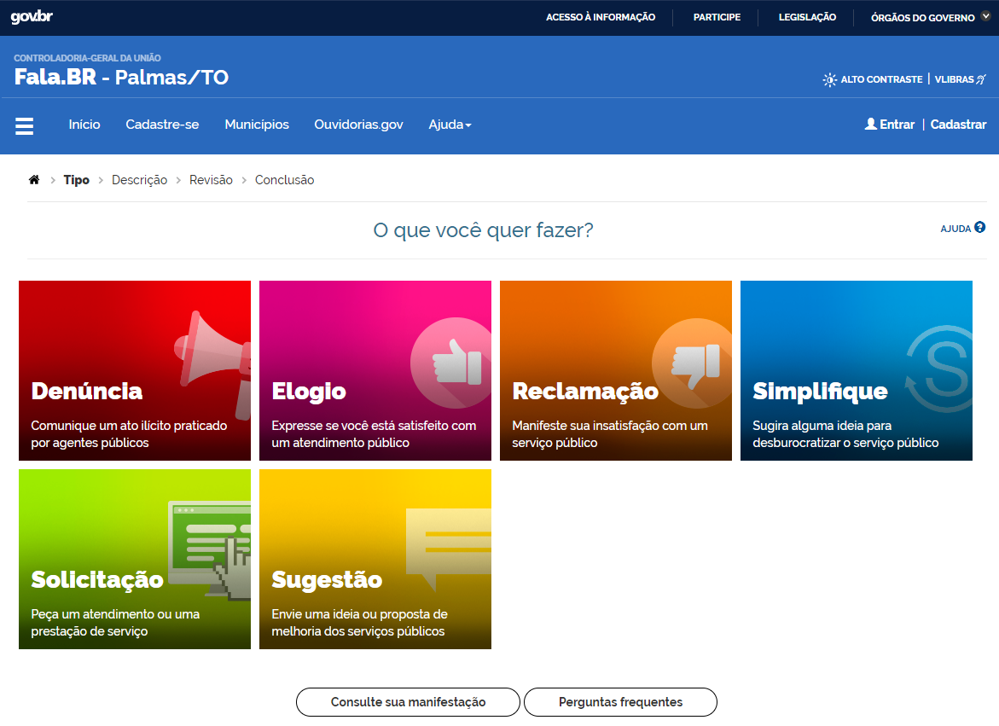 gov.br
ACESSO À INFORMAÇÃO
PARTICIPE
LEGISLAÇÃO
ÓRGÃOS DO GOVERNO
CONTROLADORIA-GERAL DA UNIÃO
Fala.BR - Palmas/TO
ALTO CONTRASTE | VLIBRAS
Início
Cadastre-se
Municípios
Ouvidorias.gov
Ajuda
Entrar | Cadastrar
Tipo > Descrição > Revisão > Conclusão
O que você quer fazer?
AJUDA
Denúncia
Comunique um ato ilícito praticado
por agentes públicos
Elogio
Expresse se você está satisfeito com
um atendimento público
Reclamação
Manifeste sua insatisfação com um
serviço público
Simplifique
Sugira alguma ideia para
desburocratizar o serviço público
Solicitação
Peça um atendimento ou uma
prestação de serviço
Sugestão
Envie uma ideia ou proposta de
melhoria dos serviços públicos
Consulte sua manifestação
Perguntas frequentes